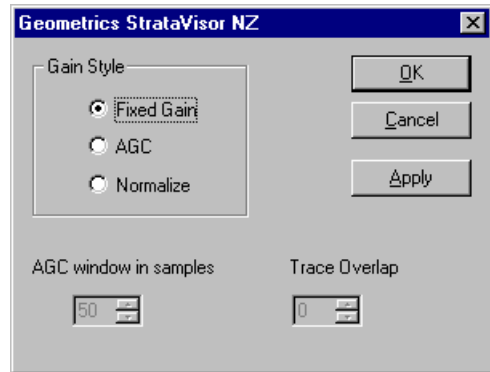 Geometrics StrataVisor NZ
Gain Style
Fixed Gain
AGC
Normalize
OK
Cancel
Apply
AGC window in samples
50
Trace Overlap
0